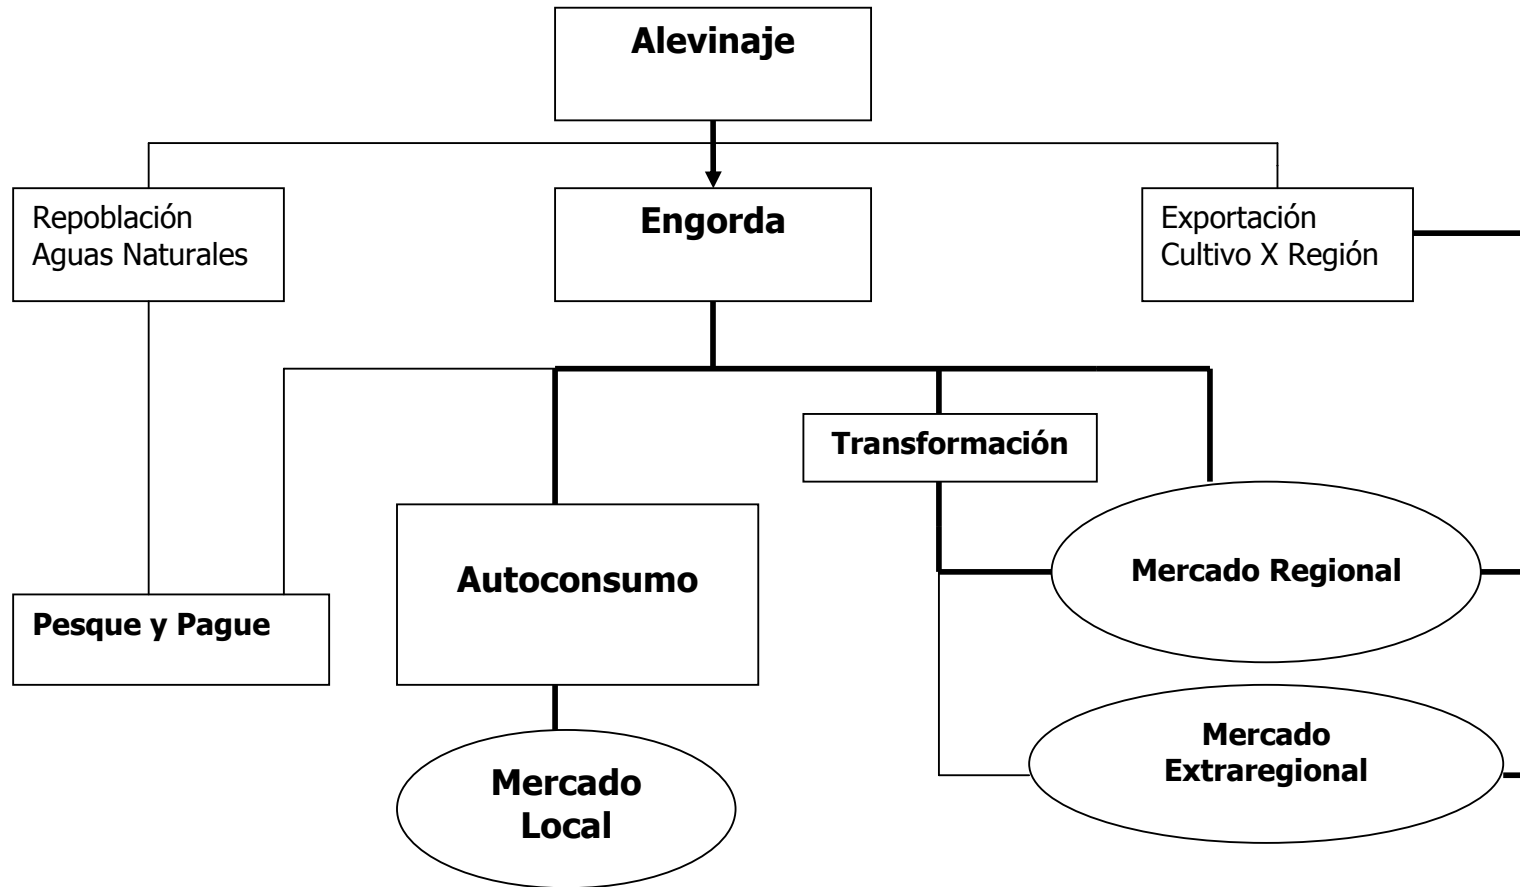 Alevinaje
Repoblación
Aguas Naturales
Engorda
Exportación
Cultivo X Región
Transformación
Autoconsumo
Mercado Regional
Pesque y Pague
Mercado
Extraregional
Mercado
Local